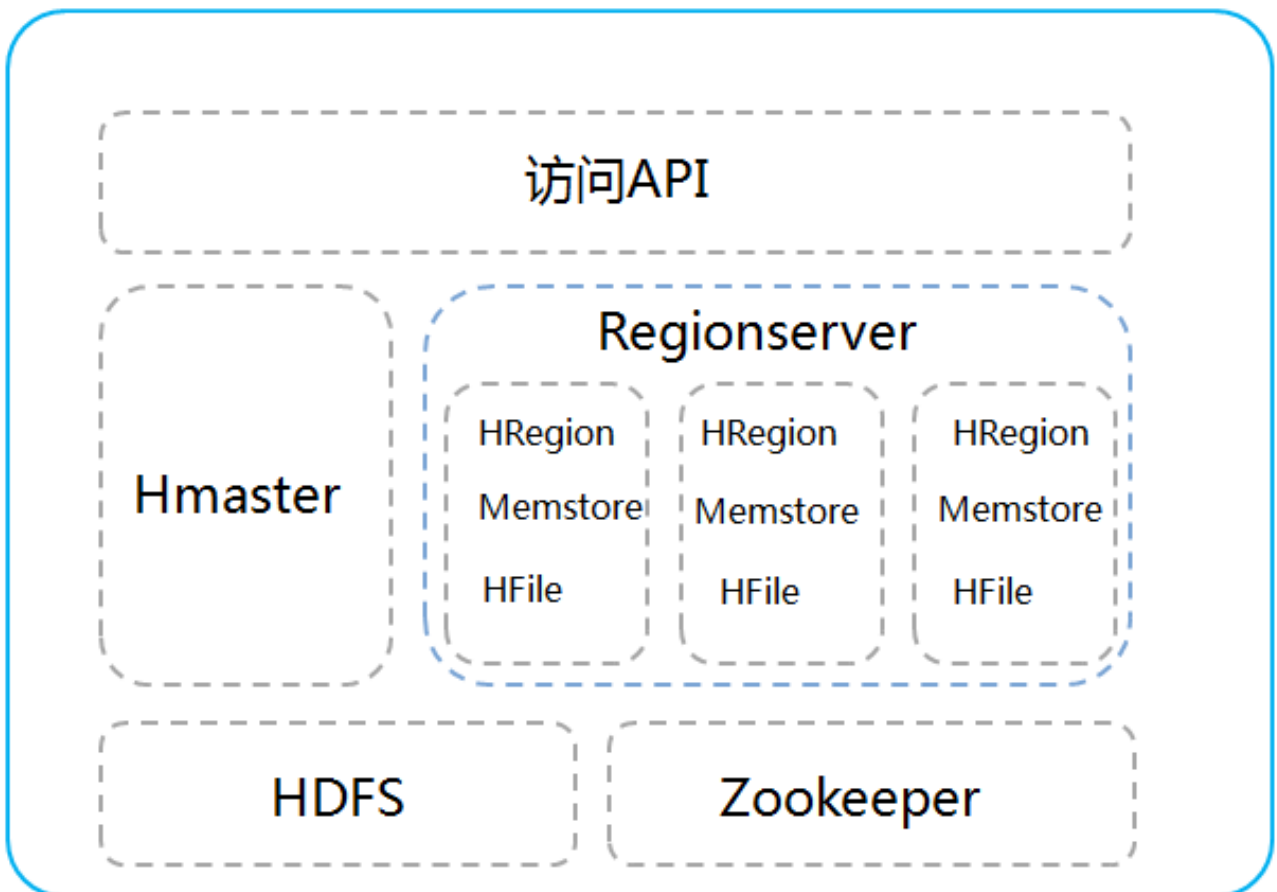 访问API
Regionserver
HRegion HRegion HRegion
Hmaster
Memstore Memstore Memstore
HFile HFile HFile
HDFS Zookeeper